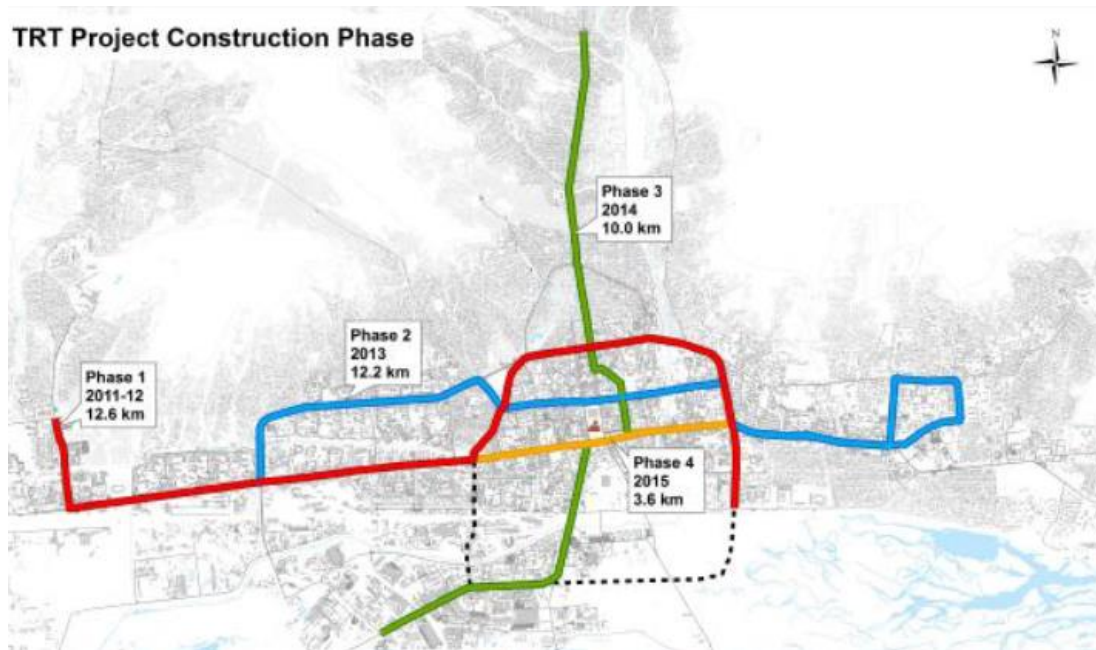 TRT Project Construction Phase
N
Phase 3
2014
10.0 km
Phase 2
2013
12.2 km
Phase 1
2011-12
12.6 km
Phase 4
2015
3.6 km